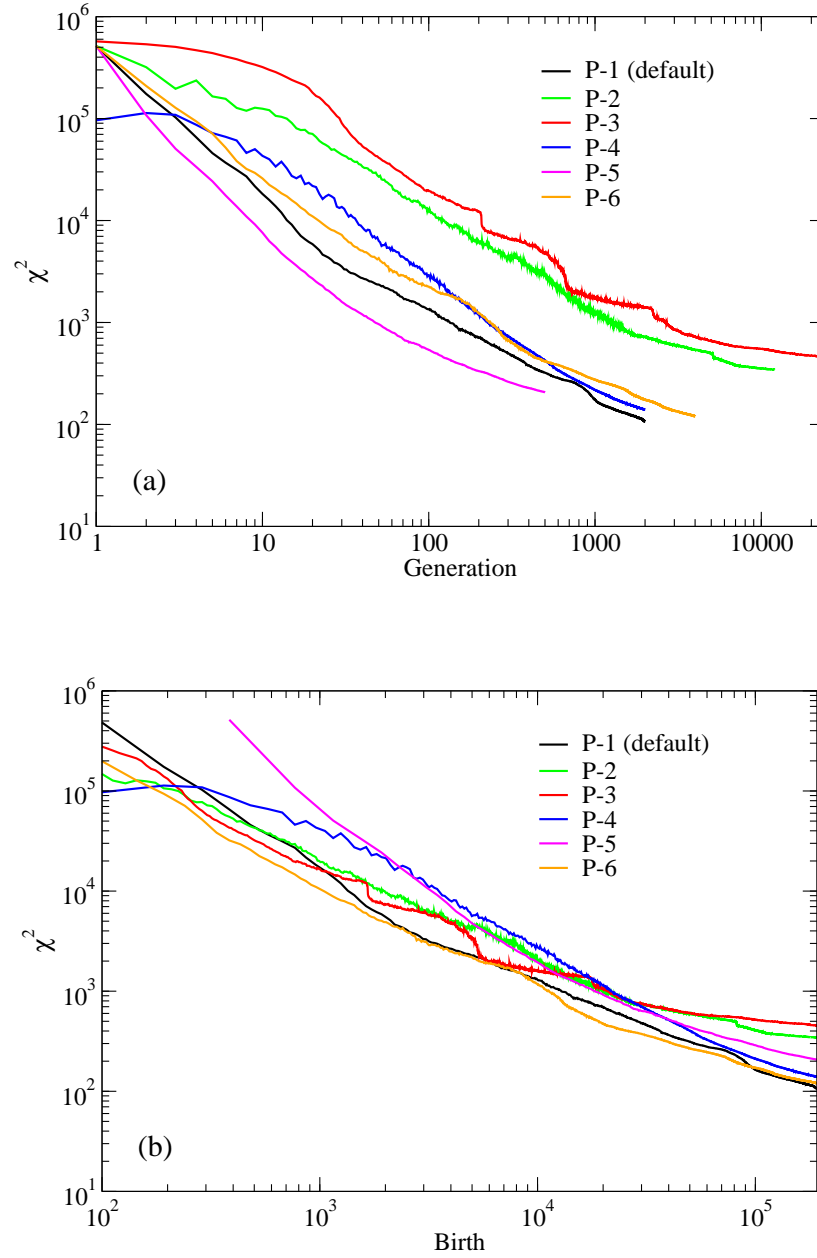 10^6
10^5
10^4
10^3
10^2
10^1
χ^2
P-1 (default)
P-2
P-3
P-4
P-5
P-6
(a)
1 10 100 1000 10000
Generation
10^6
10^5
10^4
10^3
10^2
10^1
χ^2
P-1 (default)
P-2
P-3
P-4
P-5
P-6
(b)
10^2 10^3 10^4 10^5
Birth